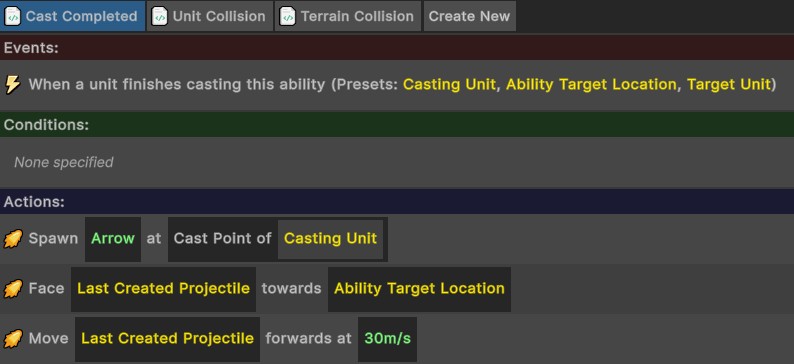 Cast Completed Unit Collision Terrain Collision Create New
Events:
When a unit finishes casting this ability (Presets: Casting Unit, Ability Target Location, Target Unit)
Conditions:
None specified
Actions:
Spawn Arrow at Cast Point of Casting Unit
Face Last Created Projectile towards Ability Target Location
Move Last Created Projectile forwards at 30m/s